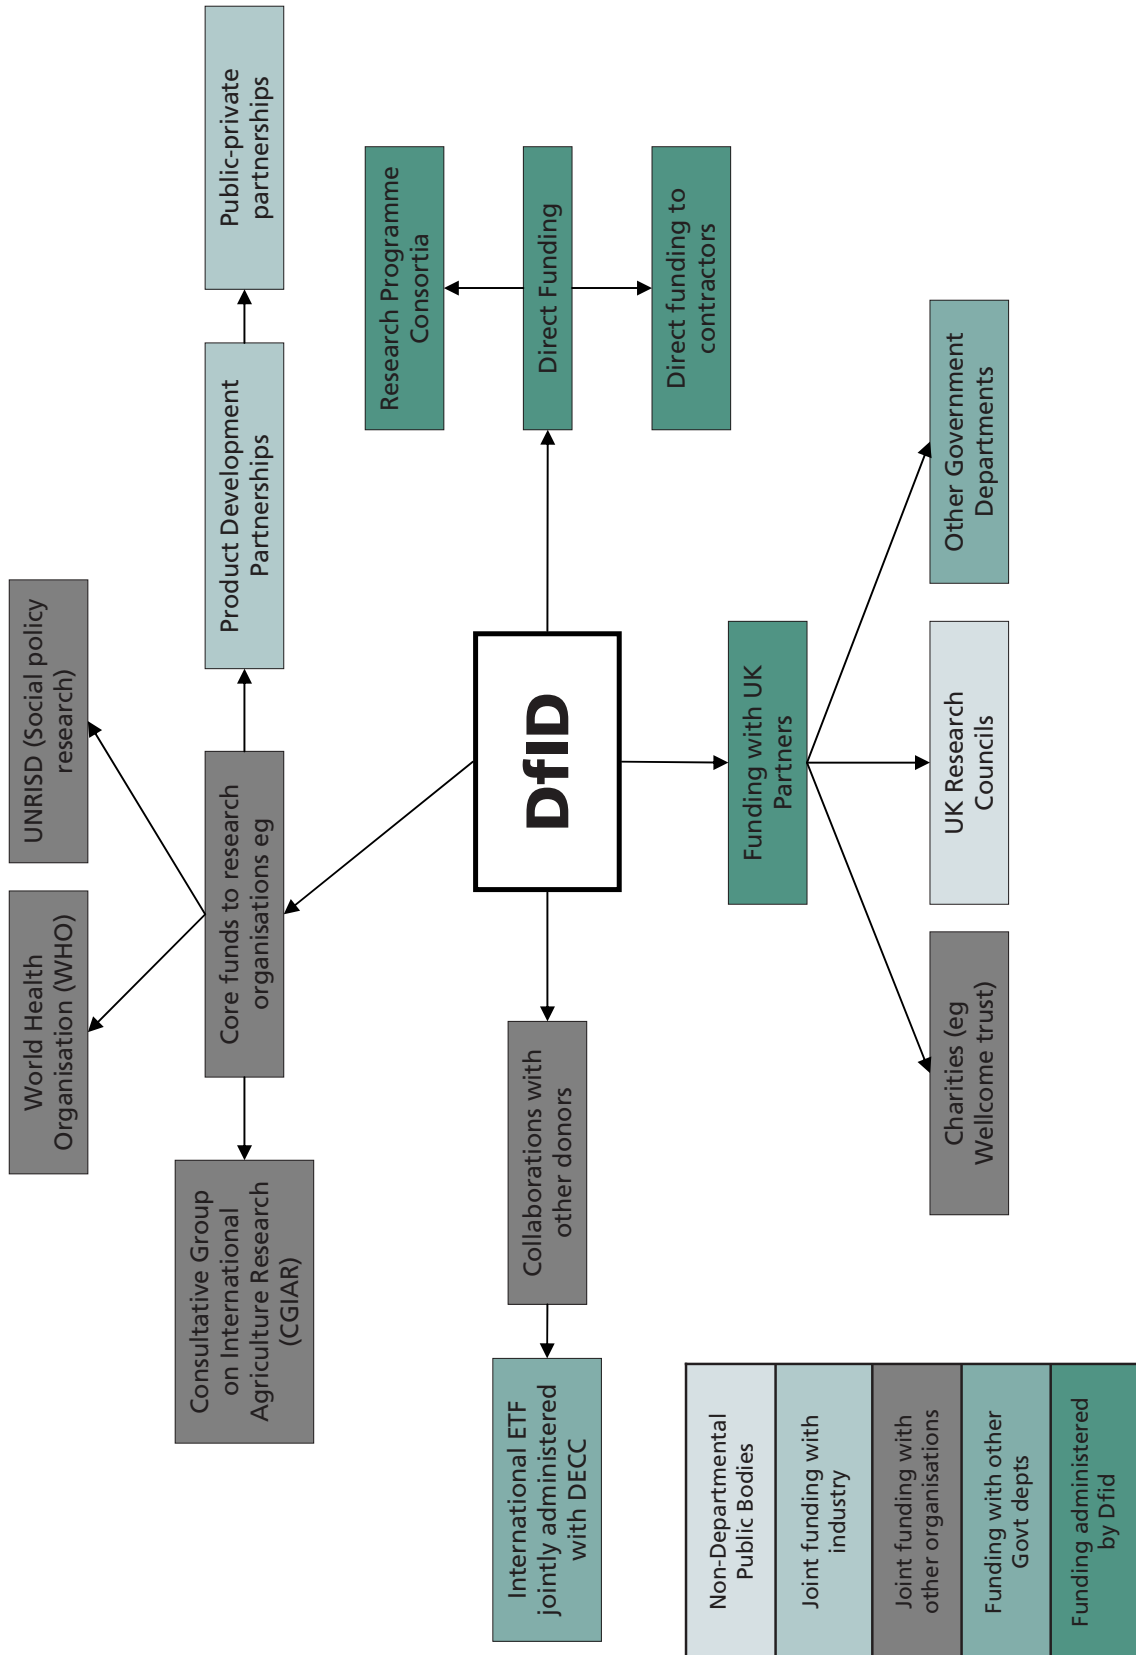 World Health
Organisation (WHO)
UNRISD (Social policy
research)
Consultative Group
on International
Agriculture Research
(CGIAR)
Core funds to research
organisations eg
Product Development
Partnerships
Public-private
partnerships
Research Programme
Consortia
International ETF
jointly administered
with DECC
Collaborations with
other donors
DfID
Direct Funding
Direct funding to
contractors
Funding with UK
Partners
Charities (eg
Wellcome trust)
UK Research
Councils
Other Government
Departments
Non-Departmental
Public Bodies
Joint funding with
industry
Joint funding with
other organisations
Funding with other
Govt depts
Funding administered
by Dfid